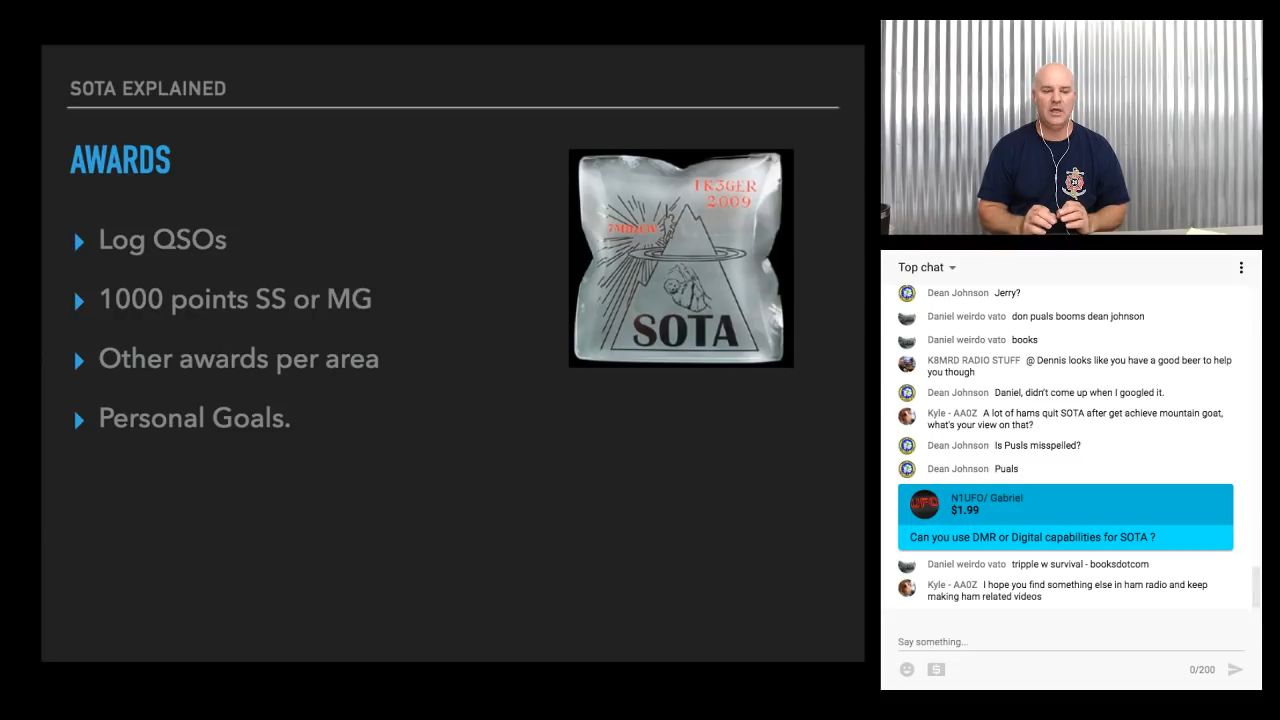 SOTA EXPLAINED
AWARDS
Log QSOs
1000 points SS or MG
Other awards per area
Personal Goals.
IK3GER
2009
SOTA
Top chat
Dean Johnson Jerry?
Daniel weirdo vato don puals booms dean johnson
Daniel weirdo vato books
K8MRD RADIO STUFF @ Dennis looks like you have a good beer to help
you though
Dean Johnson Daniel, didn't come up when I googled it.
Kyle - AA0Z A lot of hams quit SOTA after get achieve mountain goat,
what's your view on that?
Dean Johnson Is Pusls misspelled?
Dean Johnson Puals
UFO
N1UFO/ Gabriel
$1.99
Can you use DMR or Digital capabilities for SOTA ?
Daniel weirdo vato tripple w survival - booksdotcom
Kyle - AA0Z I hope you find something else in ham radio and keep
making ham related videos
Say something...
0/200